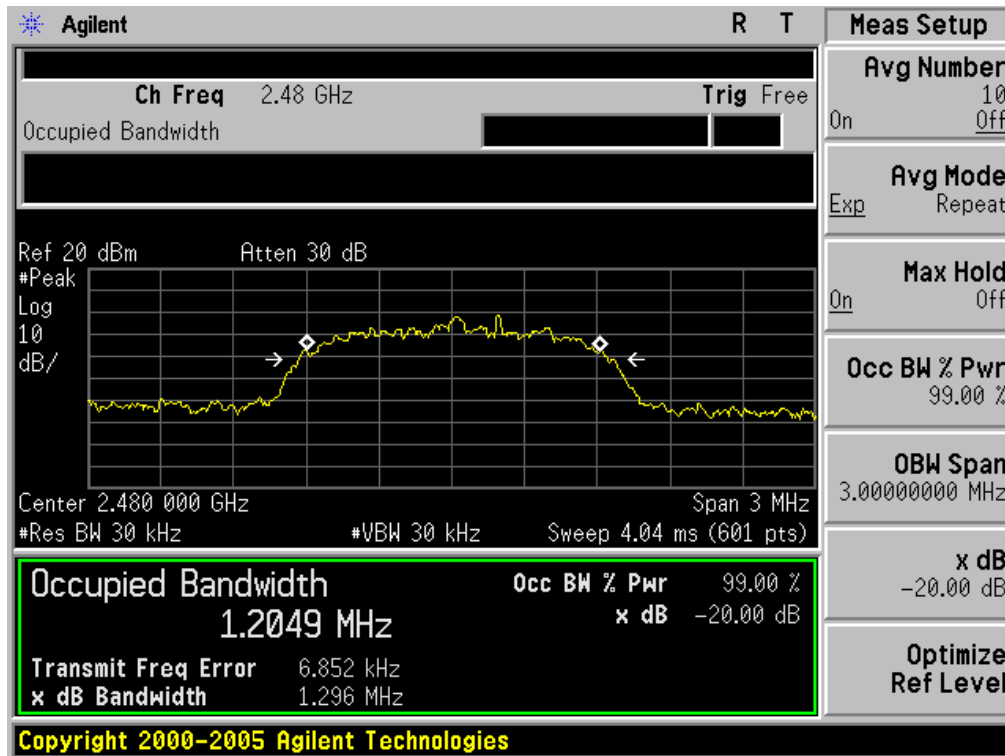 Agilent R T
Ch Freq 2.48 GHz Trig Free
Occupied Bandwidth
Ref 20 dBm Atten 30 dB
#Peak
Log
10
dB/
Center 2.480 000 GHz Span 3 MHz
#Res BW 30 kHz #VBW 30 kHz Sweep 4.04 ms (601 pts)
Occupied Bandwidth
1.2049 MHz
Occ BW % Pwr 99.00 %
x dB -20.00 dB
Transmit Freq Error 6.852 kHz
x dB Bandwidth 1.296 MHz
Copyright 2000-2005 Agilent Technologies
Meas Setup
Avg Number
10
On Off
Avg Mode
Exp Repeat
Max Hold
On Off
Occ BW % Pwr
99.00 %
OBW Span
3.00000000 MHz
x dB
-20.00 dB
Optimize
Ref Level